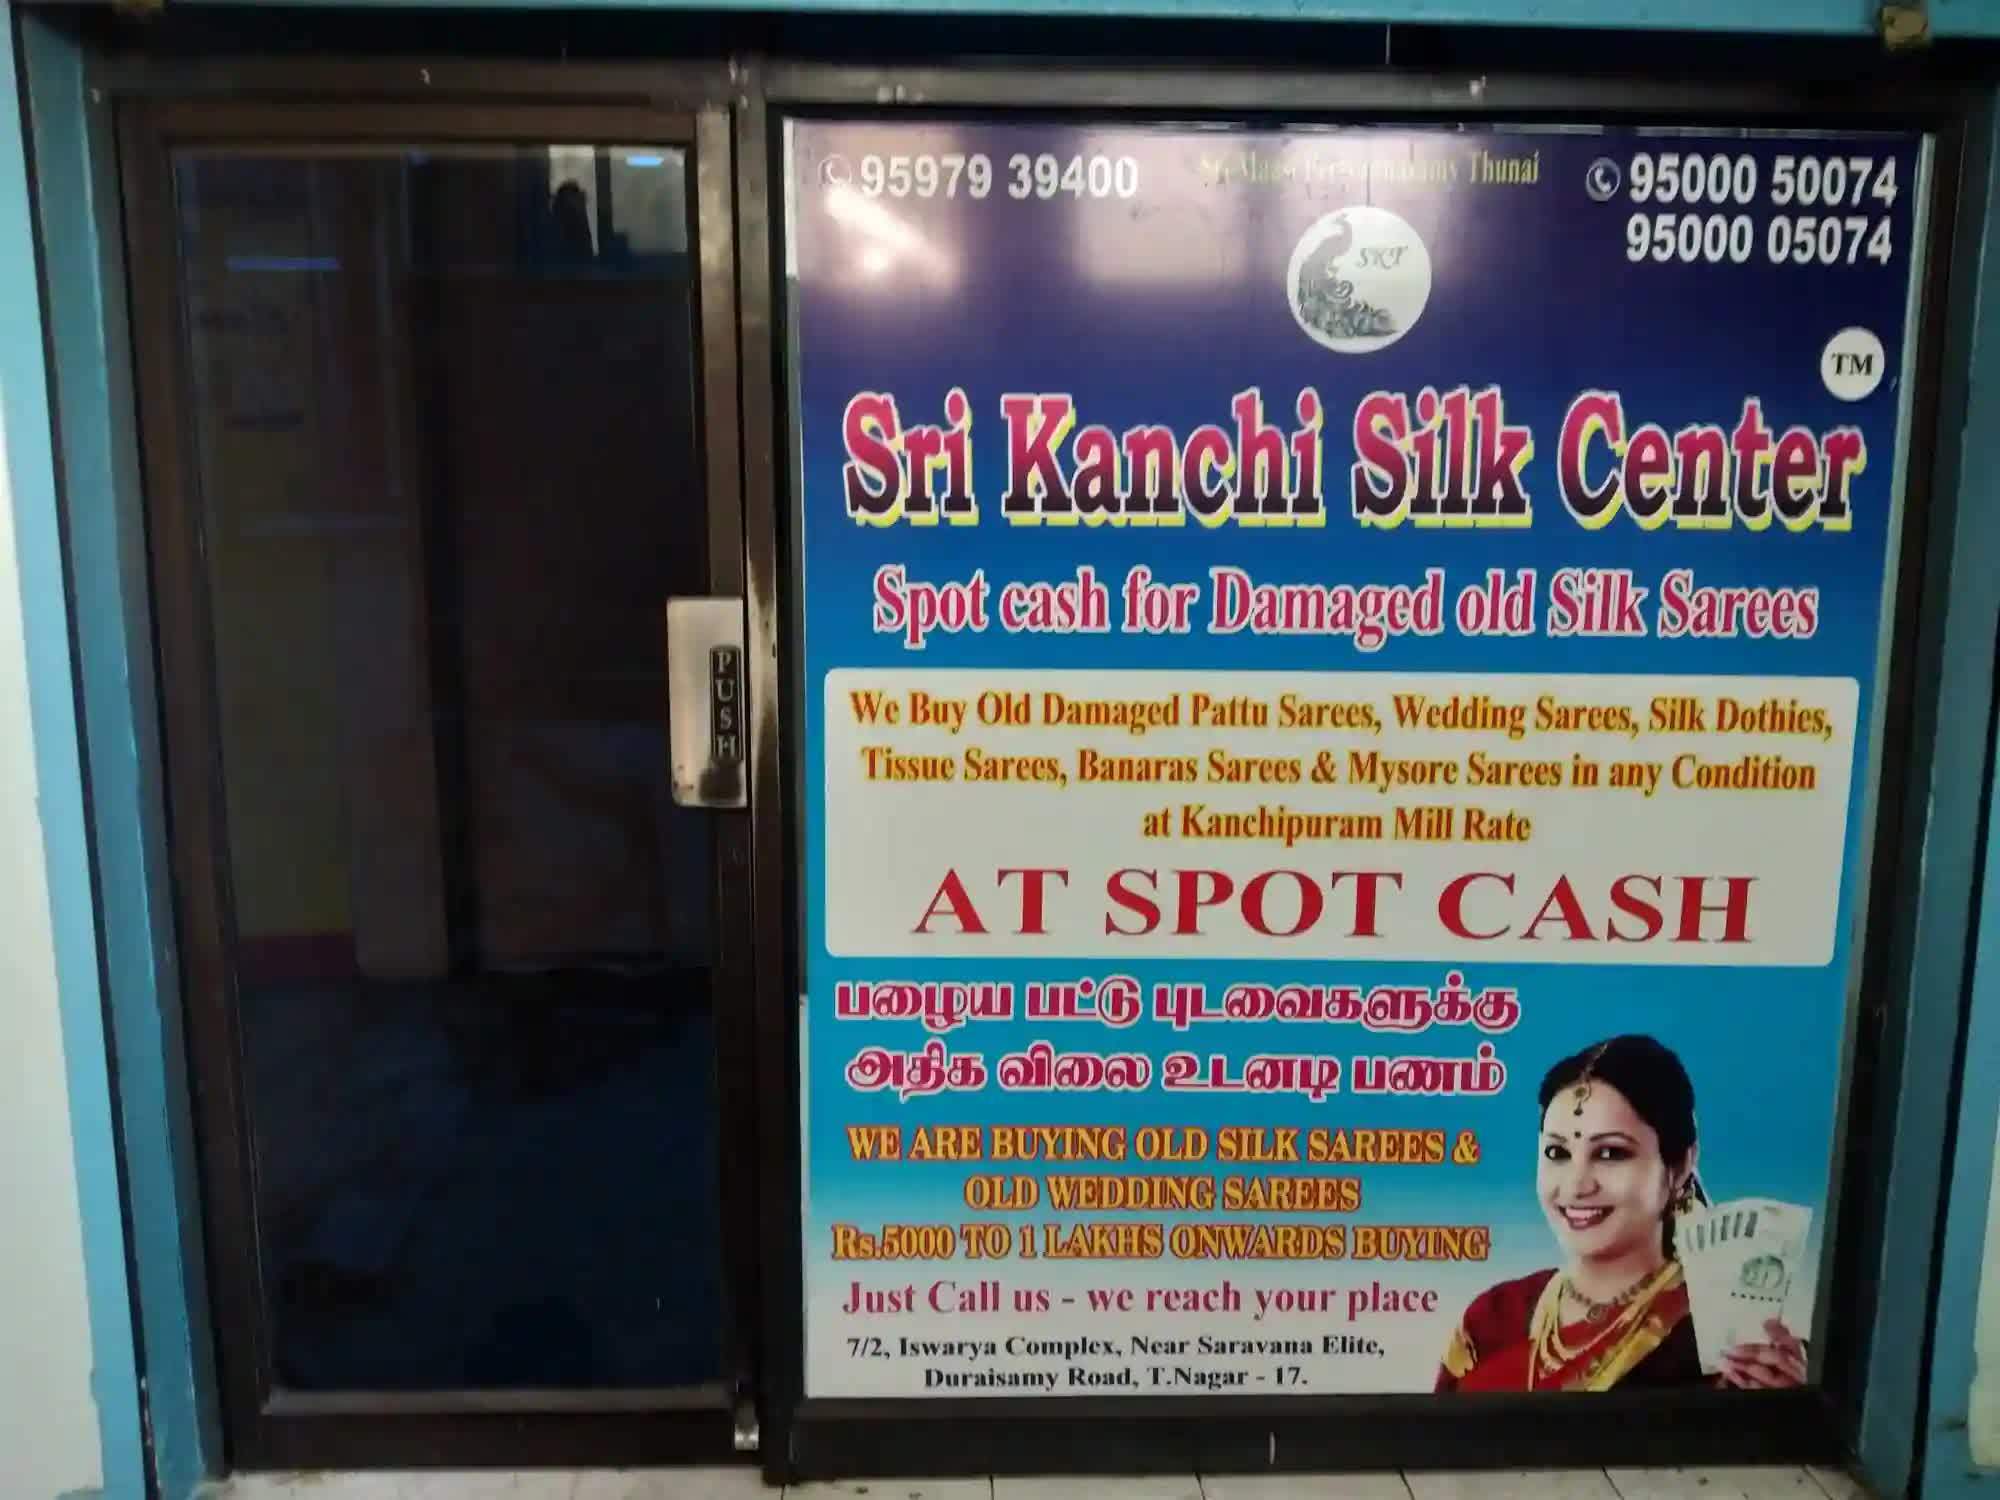 95979 39400
Thunai
95000 50074
95000 05074
SKT
TM
Sri Kanchi Silk Center
Spot cash for Damaged old Silk Sarees
We Buy Old Damaged Pattu Sarees, Wedding Sarees, Silk Dothies,
Tissue Sarees, Banaras Sarees & Mysore Sarees in any Condition
at Kanchipuram Mill Rate
AT SPOT CASH
பழைய பட்டு புடவைகளுக்கு
அதிக விலை உடனடி பணம்
WE ARE BUYING OLD SILK SAREES &
OLD WEDDING SAREES
Rs.5000 TO 1 LAKHS ONWARDS BUYING
Just Call us - we reach your place
7/2, Iswarya Complex, Near Saravana Elite,
Duraisamy Road, T.Nagar - 17.
PUSH